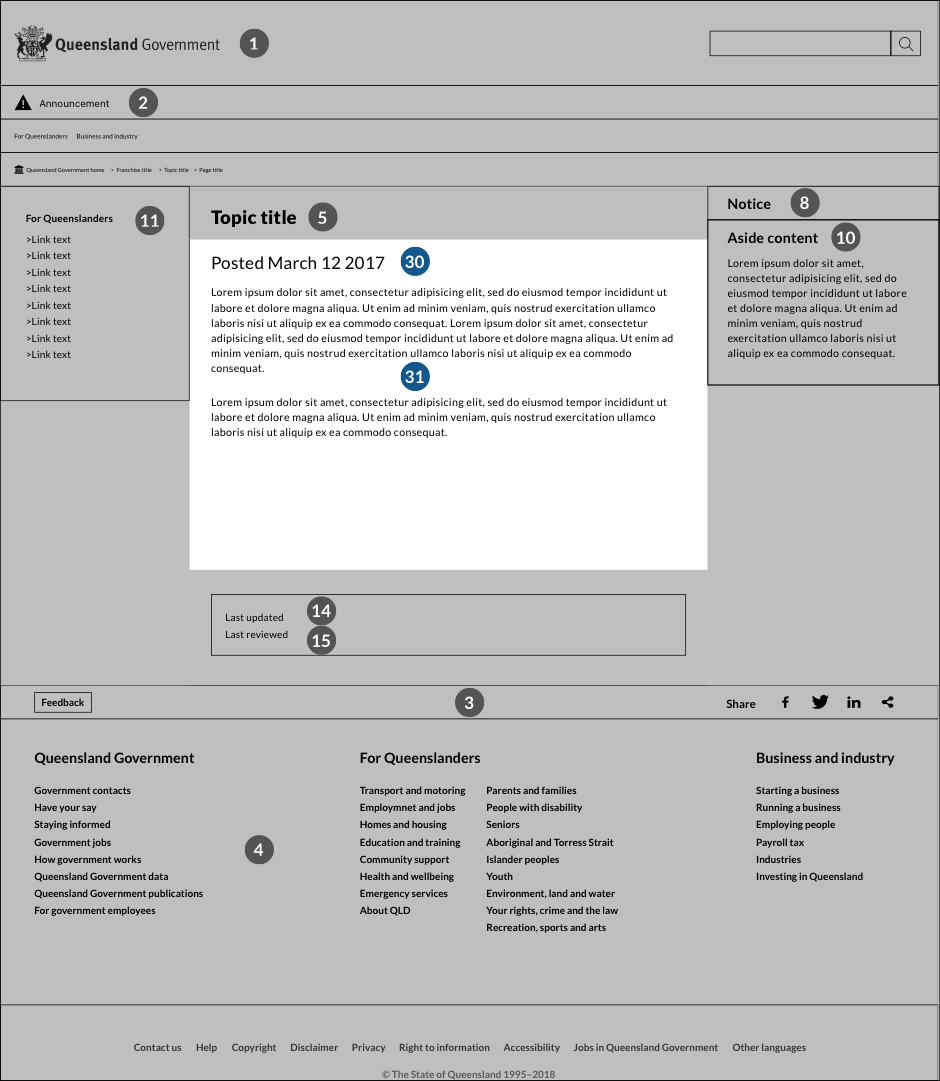 Queensland Government 1
Announcement 2
For Queenslanders Business and industry
Queensland Government home > Franchise title > Topic title > Page title
For Queenslanders 11
>Link text
>Link text
>Link text
>Link text
>Link text
>Link text
>Link text
>Link text
Topic title 5
Posted March 12 2017 30
Lorem ipsum dolor sit amet, consectetur adipisicing elit, sed do eiusmod tempor incididunt ut
labore et dolore magna aliqua. Ut enim ad minim veniam, quis nostrud exercitation ullamco
laboris nisi ut aliquip ex ea commodo consequat. Lorem ipsum dolor sit amet, consectetur
adipisicing elit, sed do eiusmod tempor incididunt ut labore et dolore magna aliqua. Ut enim ad
minim veniam, quis nostrud exercitation ullamco laboris nisi ut aliquip ex ea commodo
consequat.
31
Lorem ipsum dolor sit amet, consectetur adipisicing elit, sed do eiusmod tempor incididunt ut
labore et dolore magna aliqua. Ut enim ad minim veniam, quis nostrud exercitation ullamco
laboris nisi ut aliquip ex ea commodo consequat.
Notice 8
Aside content 10
Lorem ipsum dolor sit amet,
consectetur adipisicing elit, sed do
eiusmod tempor incididunt ut labore
et dolore magna aliqua. Ut enim ad
minim veniam, quis nostrud
exercitation ullamco laboris nisi ut
aliquip ex ea commodo consequat.
Last updated 14
Last reviewed 15
Feedback 3 Share
Queensland Government
Government contacts
Have your say
Staying informed
Government jobs
How government works
Queensland Government data
Queensland Government publications
For government employees
4
For Queenslanders
Transport and motoring
Employmnet and jobs
Homes and housing
Education and training
Community support
Health and wellbeing
Emergency services
About QLD
Parents and families
People with disability
Seniors
Aboriginal and Torress Strait
Islander peoples
Youth
Environment, land and water
Your rights, crime and the law
Recreation, sports and arts
Business and industry
Starting a business
Running a business
Employing people
Payroll tax
Industries
Investing in Queensland
Contact us Help Copyright Disclaimer Privacy Right to information Accessibility Jobs in Queensland Government Other languages
© The State of Queensland 1995–2018